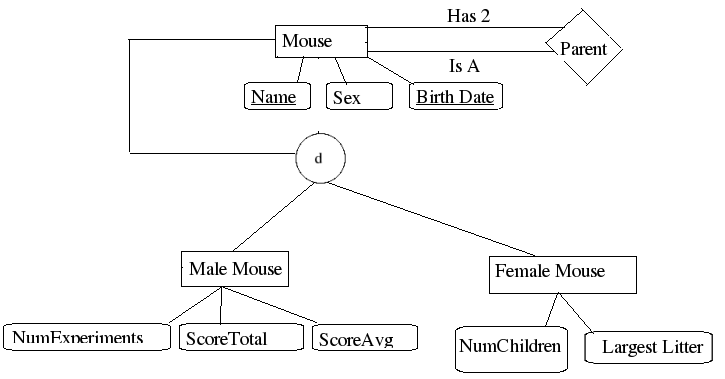 Has 2
Mouse
Parent
Is A
Name
Sex
Birth Date
d
Male Mouse
Female Mouse
NumExperiments
ScoreTotal
ScoreAvg
NumChildren
Largest Litter